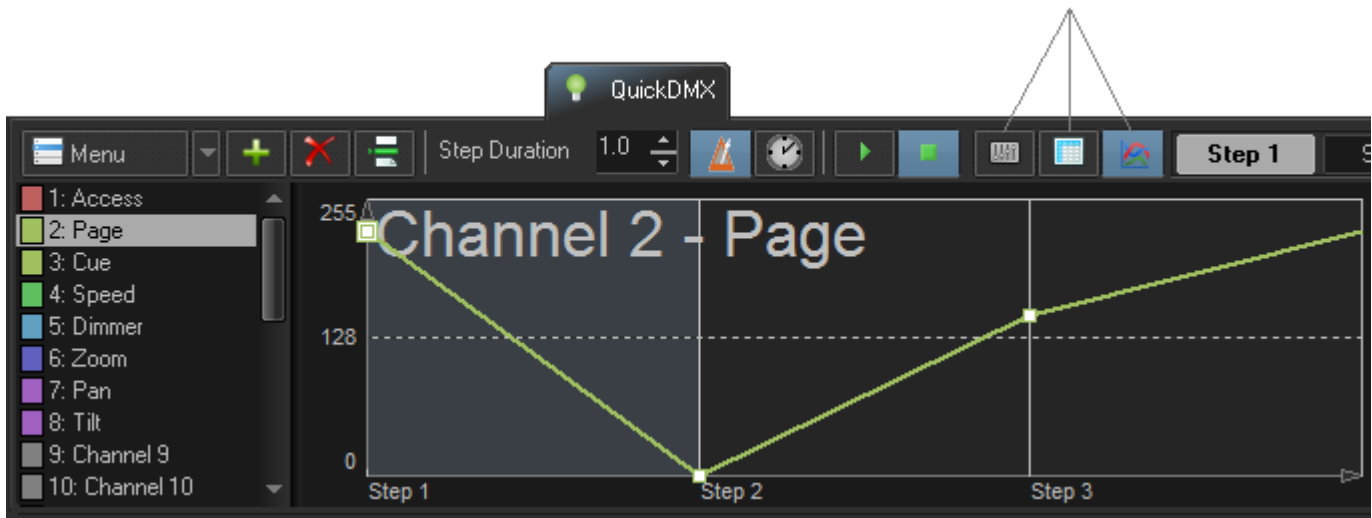 QuickDMX
Menu
Step Duration 1.0
Step 1
S
1: Access
2: Page
3: Cue
4: Speed
5: Dimmer
6: Zoom
7: Pan
8: Tilt
9: Channel 9
10: Channel 10
255
Channel 2 - Page
128
0
Step 1 Step 2 Step 3